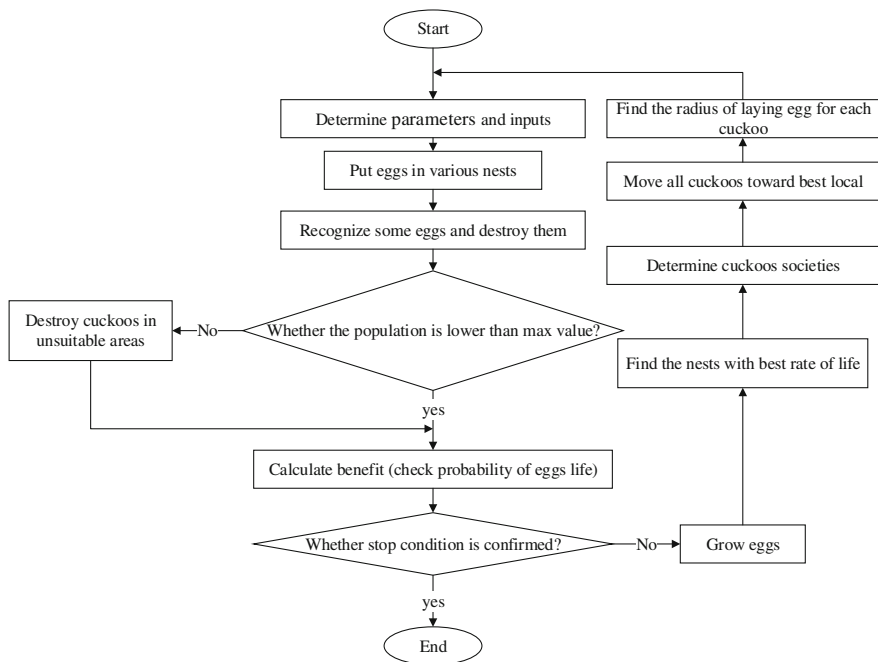 Start
Determine parameters and inputs
Put eggs in various nests
Recognize some eggs and destroy them
Whether the population is lower than max value?
No
Destroy cuckoos in
unsuitable areas
yes
Calculate benefit (check probability of eggs life)
Whether stop condition is confirmed?
No
Grow eggs
Find the nests with best rate of life
Determine cuckoos societies
Move all cuckoos toward best local
Find the radius of laying egg for each
cuckoo
yes
End